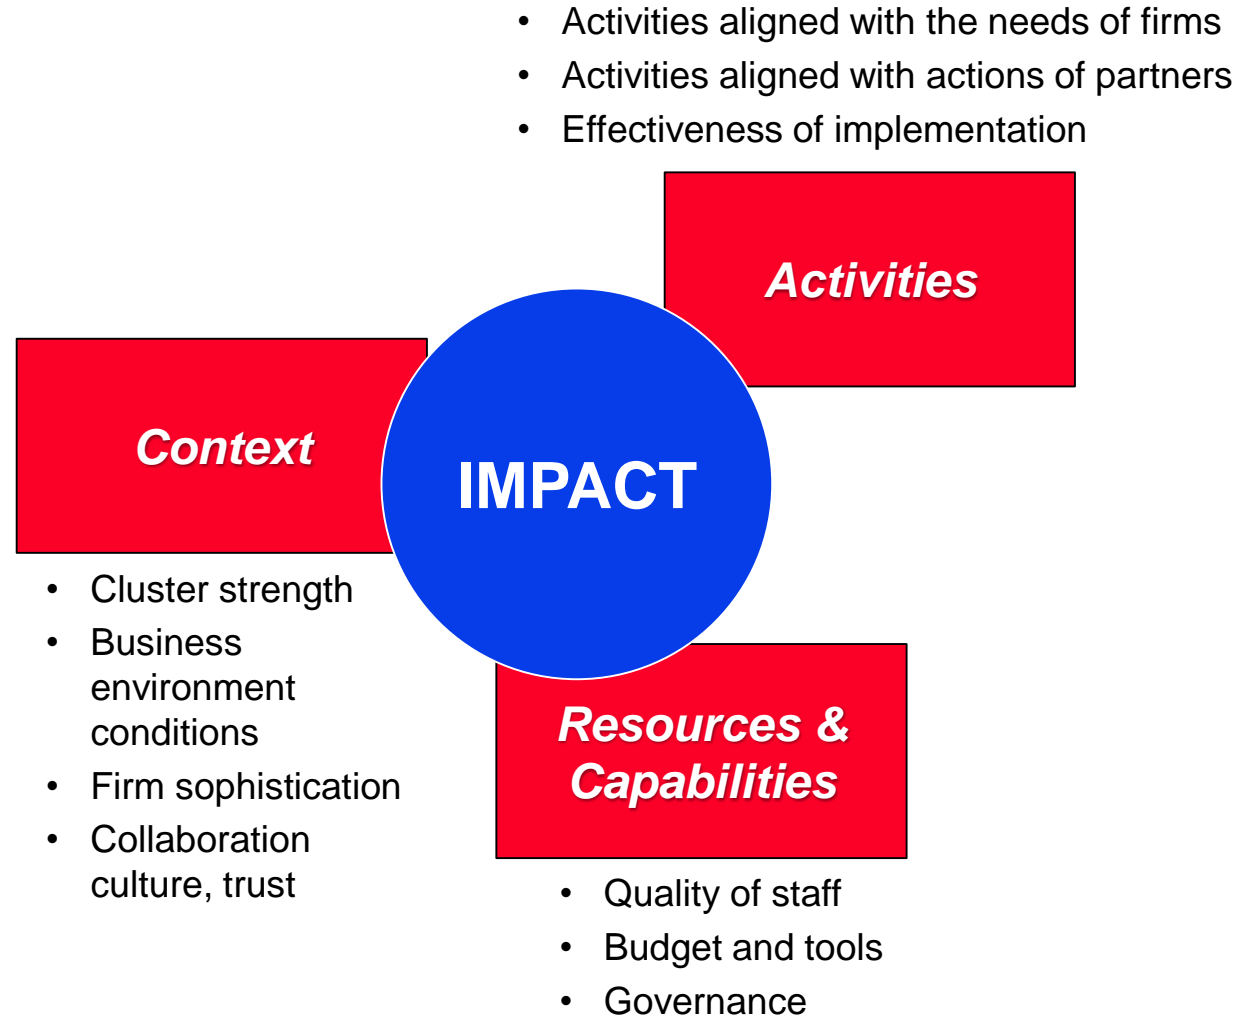 • Activities aligned with the needs of firms
• Activities aligned with actions of partners
• Effectiveness of implementation
Activities
Context
IMPACT
• Cluster strength
• Business
environment
conditions
• Firm sophistication
• Collaboration
culture, trust
Resources &
Capabilities
• Quality of staff
• Budget and tools
• Governance